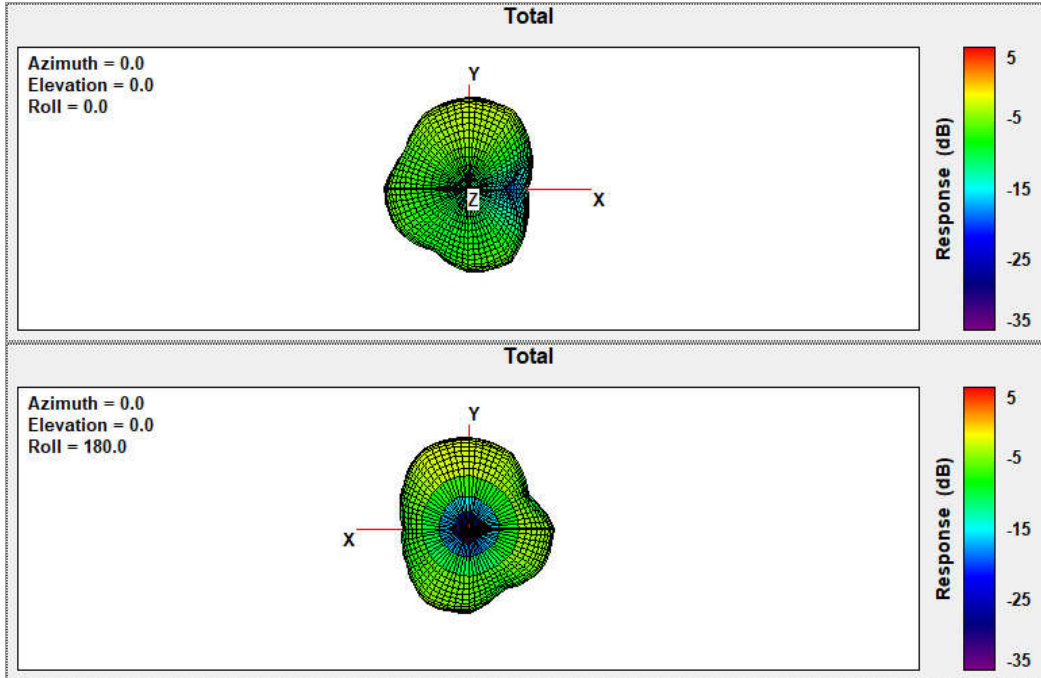 Total
Azimuth = 0.0
Elevation = 0.0
Roll = 0.0
Y
Z
X
Response (dB)
5
-5
-15
-25
-35
Total
Azimuth = 0.0
Elevation = 0.0
Roll = 180.0
Y
X
Response (dB)
5
-5
-15
-25
-35